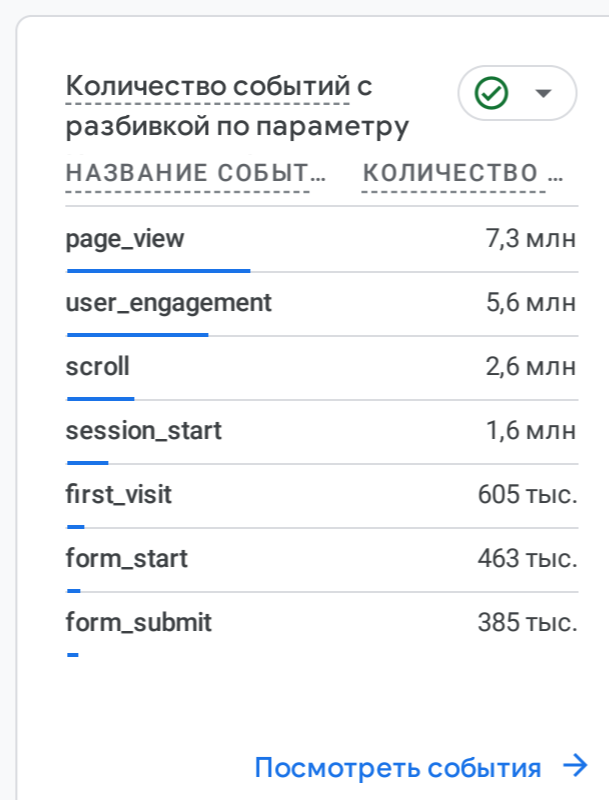 Количество событий с
разбивкой по параметру
НАЗВАНИЕ СОБЫТ… КОЛИЧЕСТВО …
page_view 7,3 млн
user_engagement 5,6 млн
scroll 2,6 млн
session_start 1,6 млн
first_visit 605 тыс.
form_start 463 тыс.
form_submit 385 тыс.
Посмотреть события